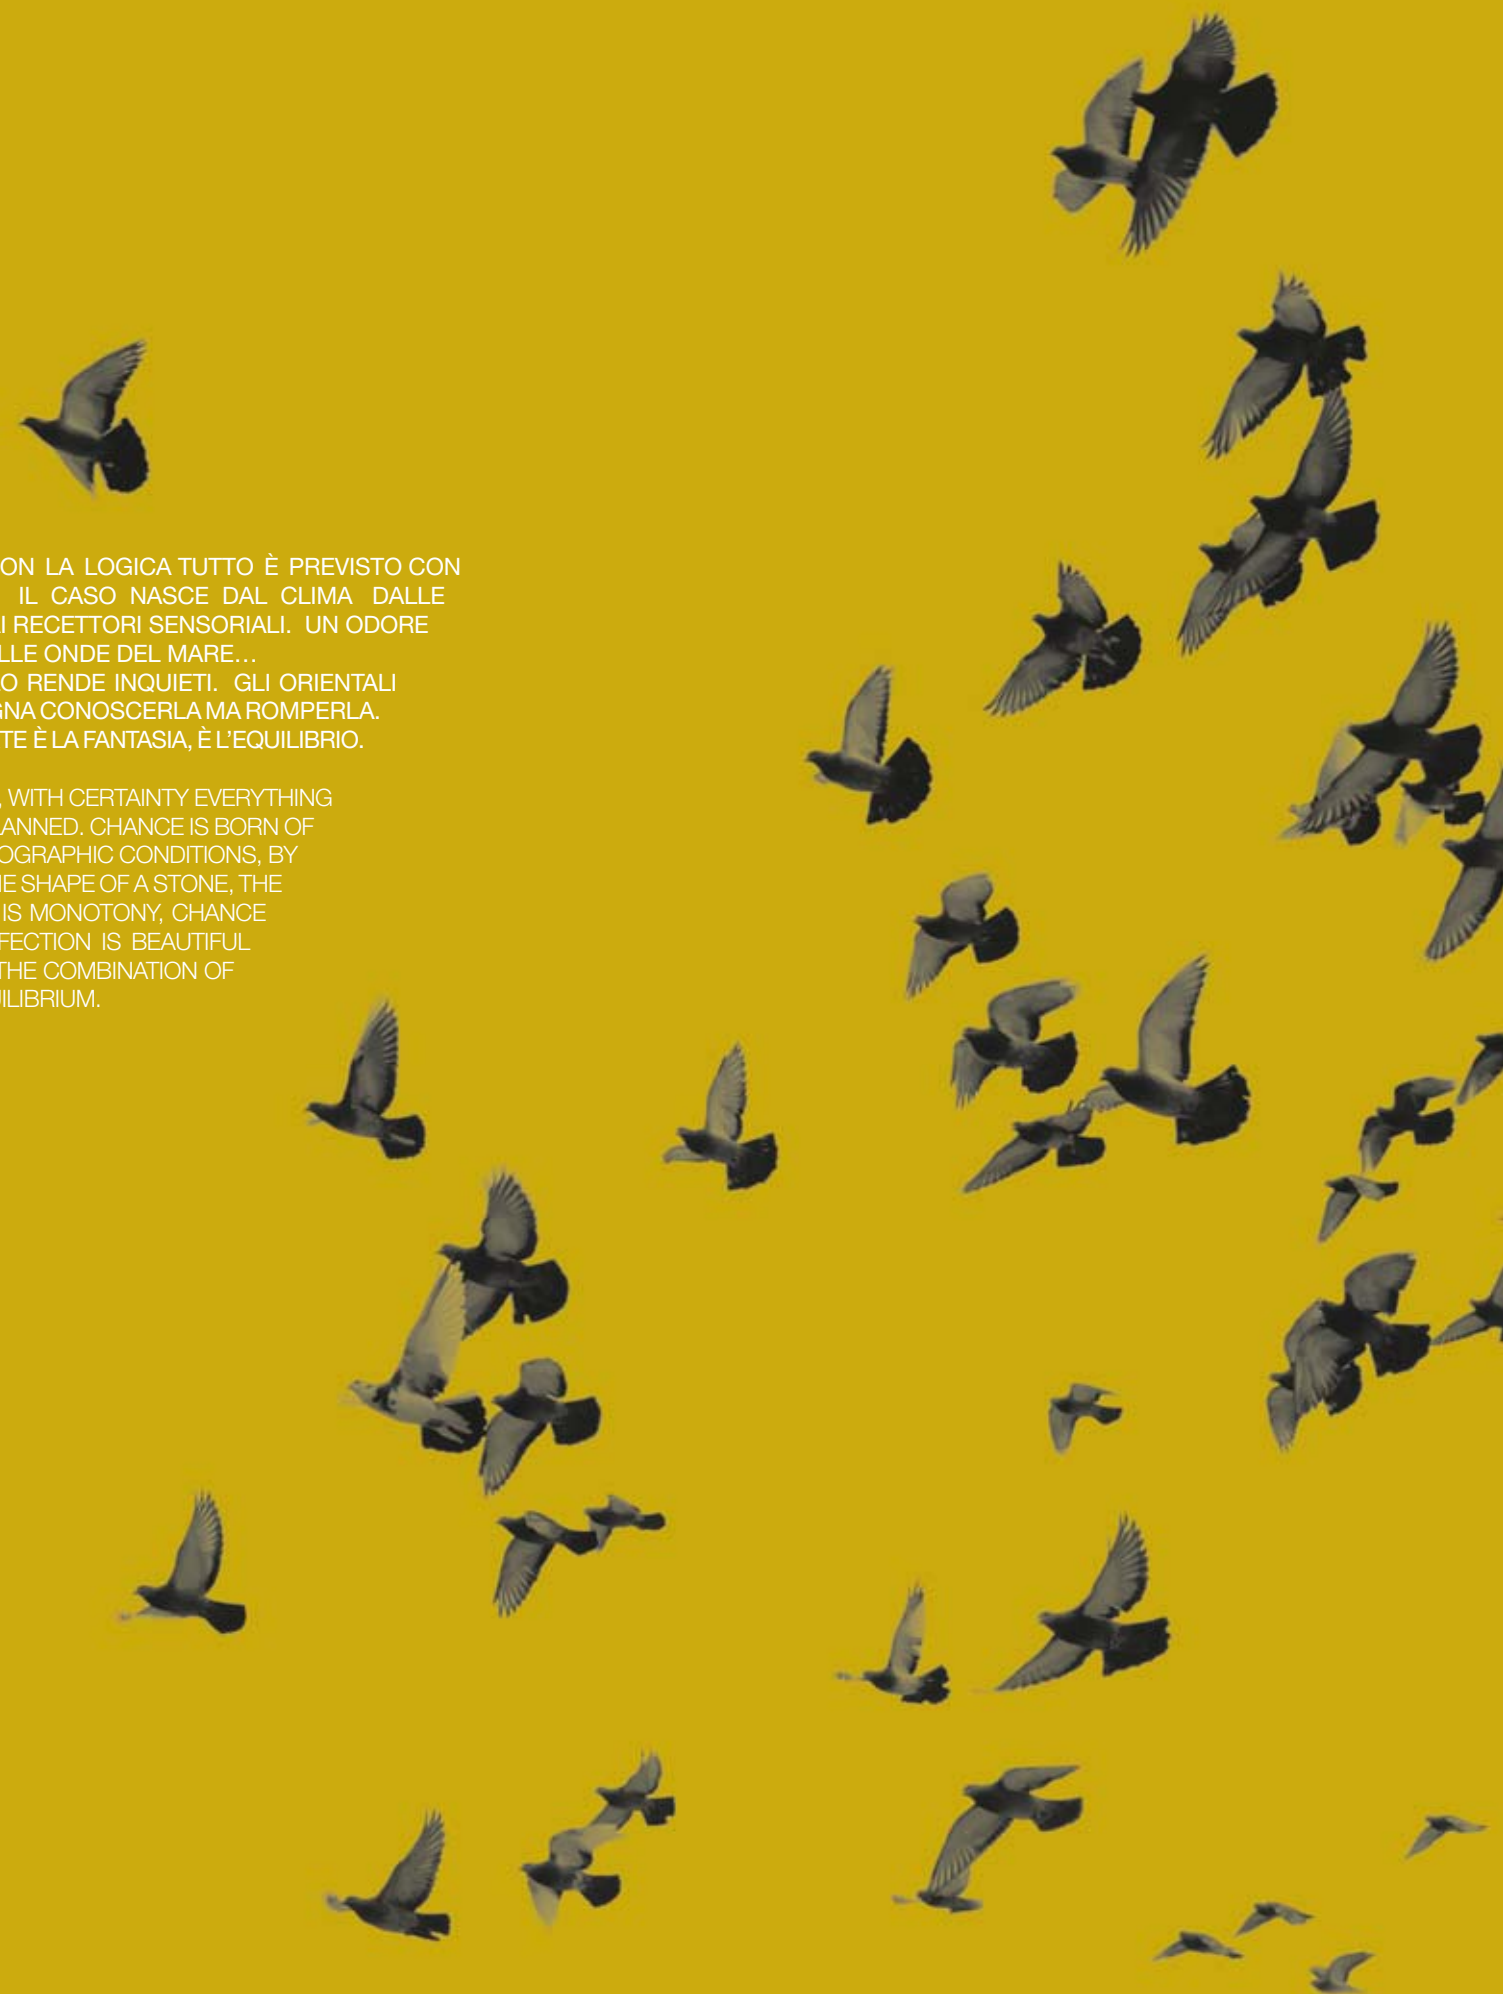 ON LA LOGICA TUTTO È PREVISTO CON
IL CASO NASCE DAL CLIMA DALLE
I RECETTORI SENSORIALI. UN ODORE
LLE ONDE DEL MARE…
O RENDE INQUIETI. GLI ORIENTALI
GNA CONOSCERLA MA ROMPERLA.
TE È LA FANTASIA, È L'EQUILIBRIO.
, WITH CERTAINTY EVERYTHING
LANNED. CHANCE IS BORN OF
OGRAPHIC CONDITIONS, BY
HE SHAPE OF A STONE, THE
IS MONOTONY, CHANCE
FECTION IS BEAUTIFUL
THE COMBINATION OF
ILIBRIUM.